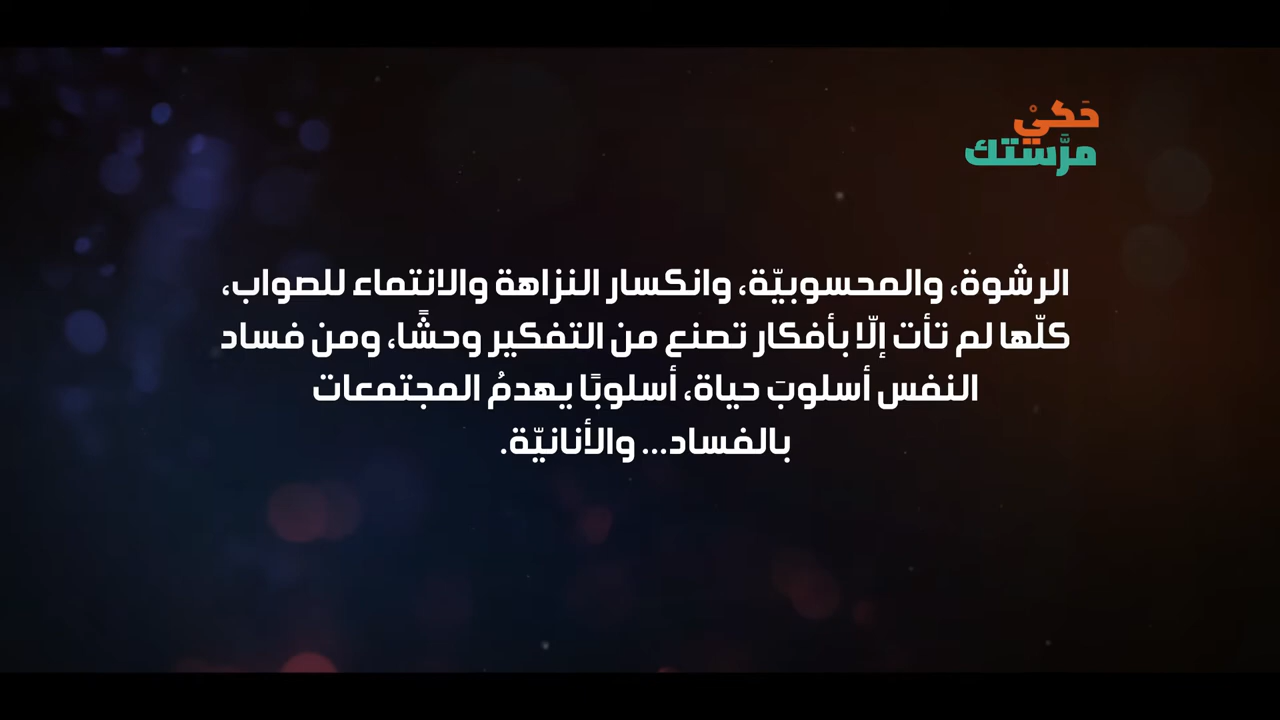 حَكيْ
مرَّستك
الرشوة، والمحسوبيّة، وانكسار النزاهة والانتماء للصواب،
كلّها لم تأت إلّا بأفكار تصنع من التفكير وحشًا، ومن فساد
النفس أسلوبَ حياة، أسلوبًا يهدمُ المجتمعات
بالفساد... والأنانيّة.